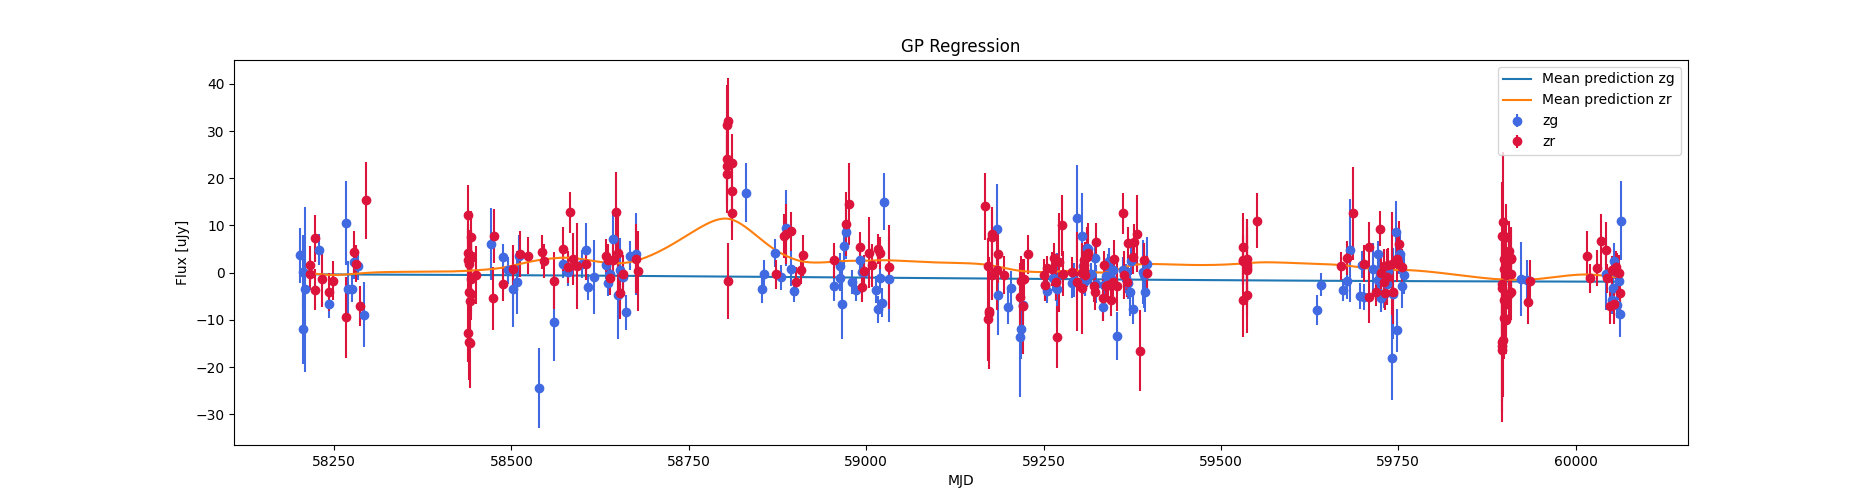 GP Regression
Flux [uJy]
40
30
20
10
0
−10
−20
−30
58250
58500
58750
59000
59250
59500
59750
60000
MJD
Mean prediction zg
Mean prediction zr
zg
zr